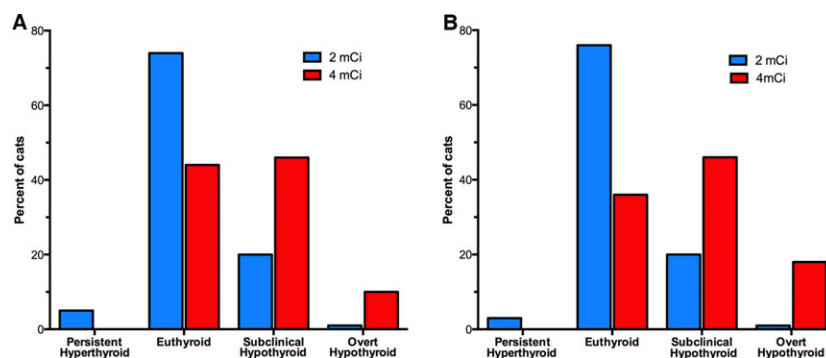 A
80
60
40
20
0
Percent of cats
2 mCi
4 mCi
Persistent
Hyperthyroid
Euthyroid
Subclinical
Hypothyroid
Overt
Hypothyroid
B
80
60
40
20
0
Percent of cats
2 mCi
4mCi
Persistent
Hyperthyroid
Euthyroid
Subclinical
Hypothyroid
Overt
Hypothyroid